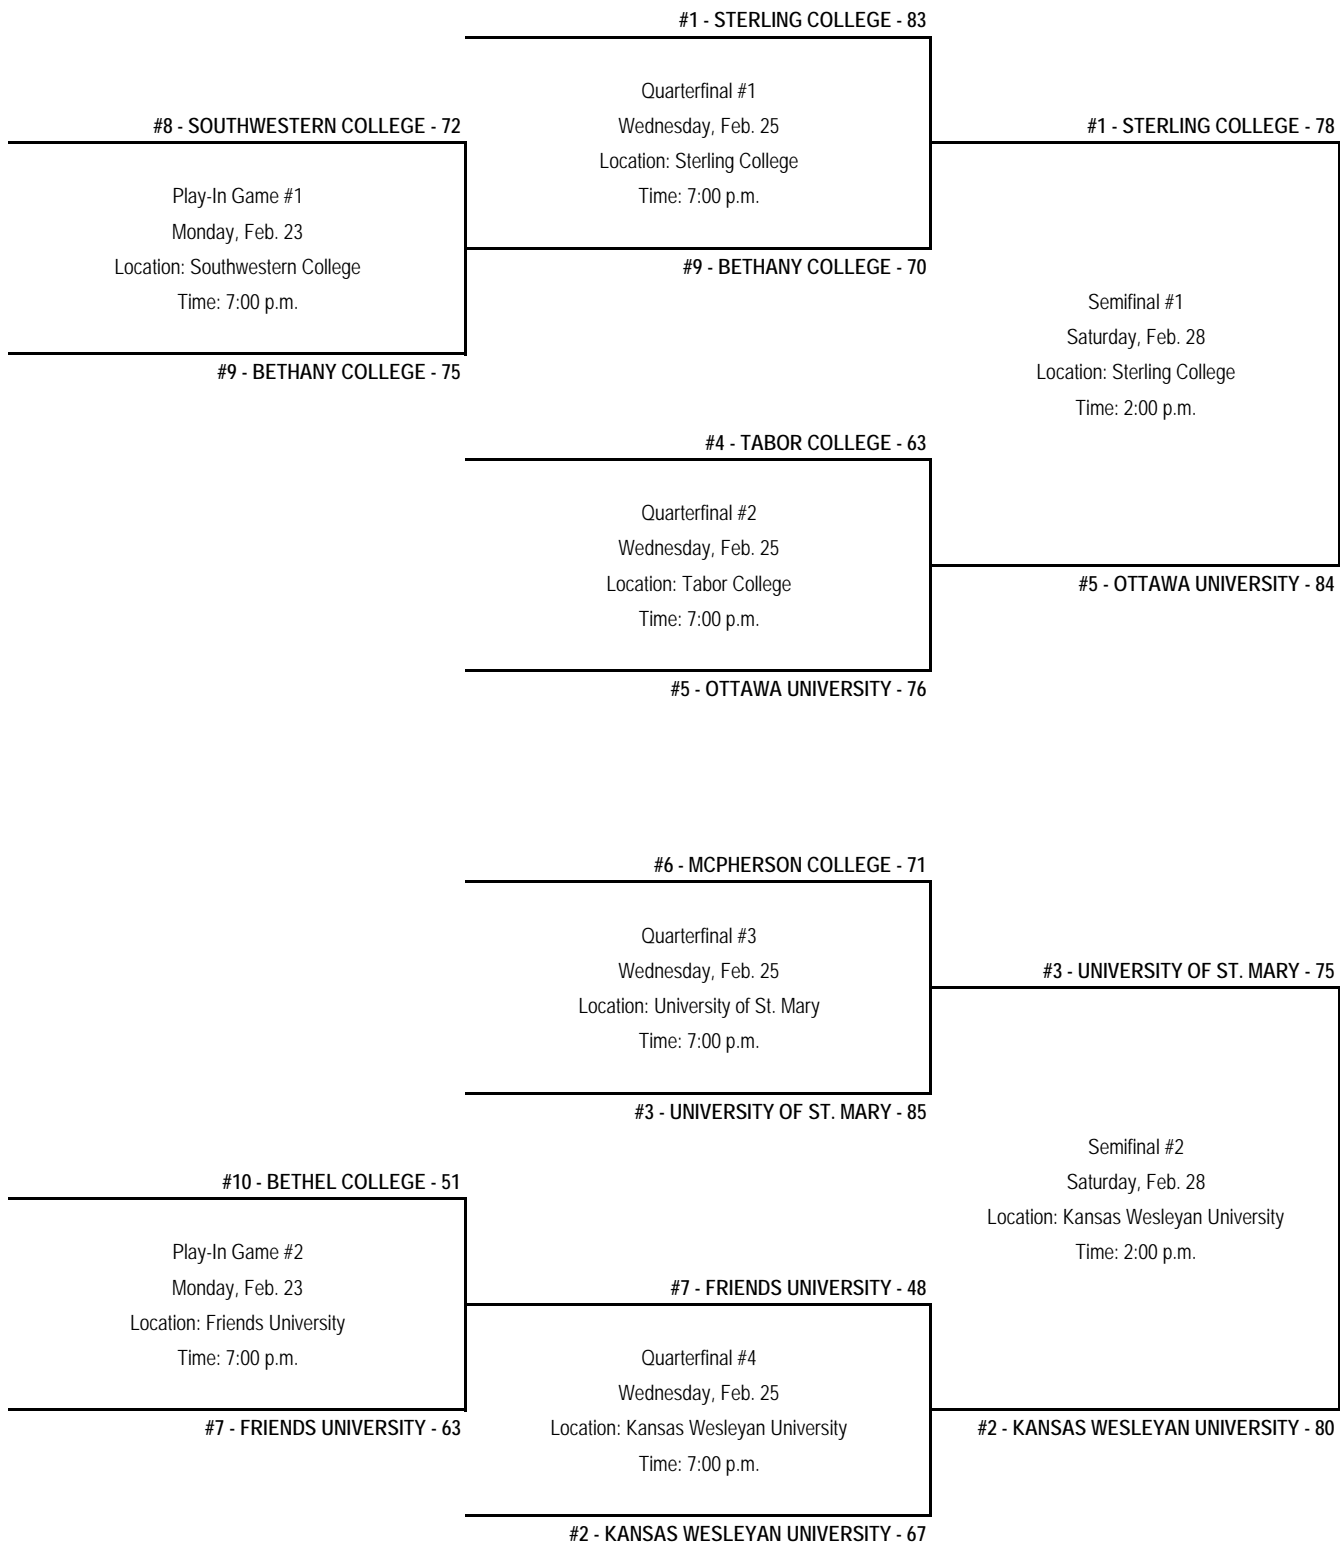 #1 - STERLING COLLEGE - 83
Quarterfinal #1
Wednesday, Feb. 25
Location: Sterling College
Time: 7:00 p.m.
#9 - BETHANY COLLEGE - 70
#8 - SOUTHWESTERN COLLEGE - 72
Play-In Game #1
Monday, Feb. 23
Location: Southwestern College
Time: 7:00 p.m.
#9 - BETHANY COLLEGE - 75
#1 - STERLING COLLEGE - 78
Semifinal #1
Saturday, Feb. 28
Location: Sterling College
Time: 2:00 p.m.
#5 - OTTAWA UNIVERSITY - 84
#4 - TABOR COLLEGE - 63
Quarterfinal #2
Wednesday, Feb. 25
Location: Tabor College
Time: 7:00 p.m.
#5 - OTTAWA UNIVERSITY - 76
#6 - MCPHERSON COLLEGE - 71
Quarterfinal #3
Wednesday, Feb. 25
Location: University of St. Mary
Time: 7:00 p.m.
#3 - UNIVERSITY OF ST. MARY - 85
#3 - UNIVERSITY OF ST. MARY - 75
Semifinal #2
Saturday, Feb. 28
Location: Kansas Wesleyan University
Time: 2:00 p.m.
#2 - KANSAS WESLEYAN UNIVERSITY - 80
#10 - BETHEL COLLEGE - 51
Play-In Game #2
Monday, Feb. 23
Location: Friends University
Time: 7:00 p.m.
#7 - FRIENDS UNIVERSITY - 63
#7 - FRIENDS UNIVERSITY - 48
Quarterfinal #4
Wednesday, Feb. 25
Location: Kansas Wesleyan University
Time: 7:00 p.m.
#2 - KANSAS WESLEYAN UNIVERSITY - 67